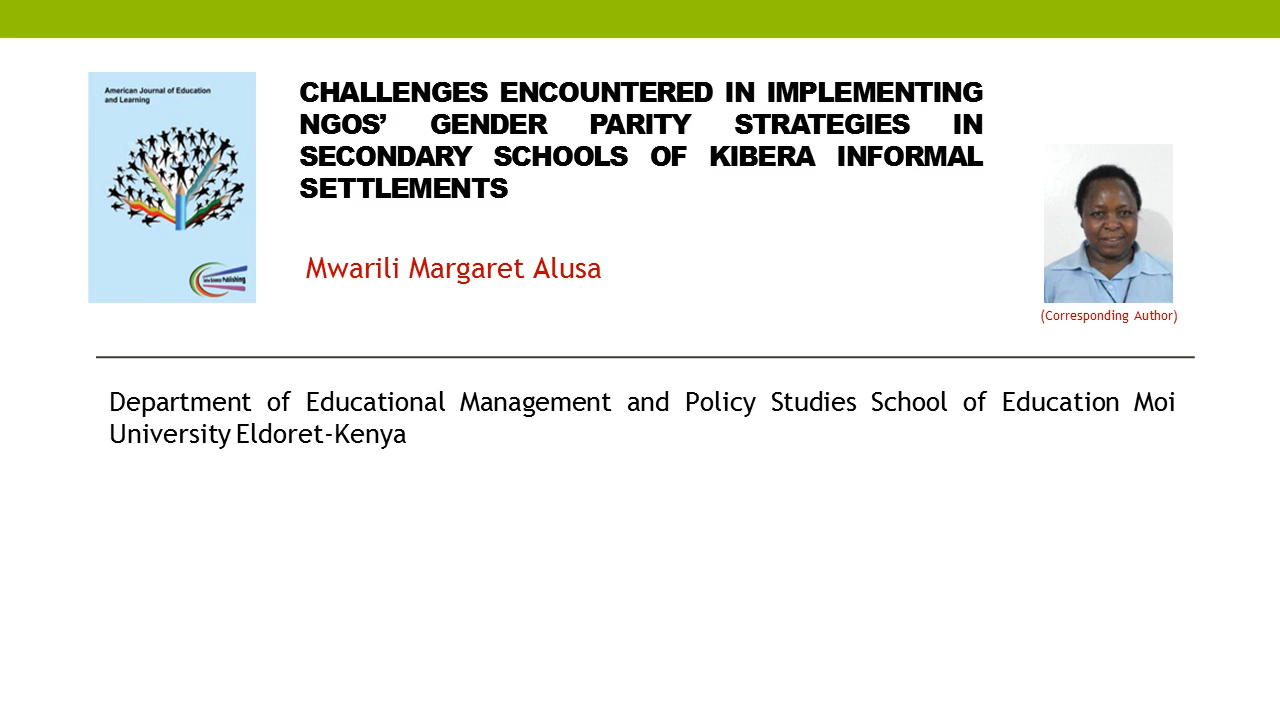 American Journal of Education
and Learning
CHALLENGES ENCOUNTERED IN IMPLEMENTING
NGOS’ GENDER PARITY STRATEGIES IN
SECONDARY SCHOOLS OF KIBERA INFORMAL
SETTLEMENTS
Mwarili Margaret Alusa
Science Publishing
(Corresponding Author)
Department of Educational Management and Policy Studies School of Education Moi
University Eldoret-Kenya